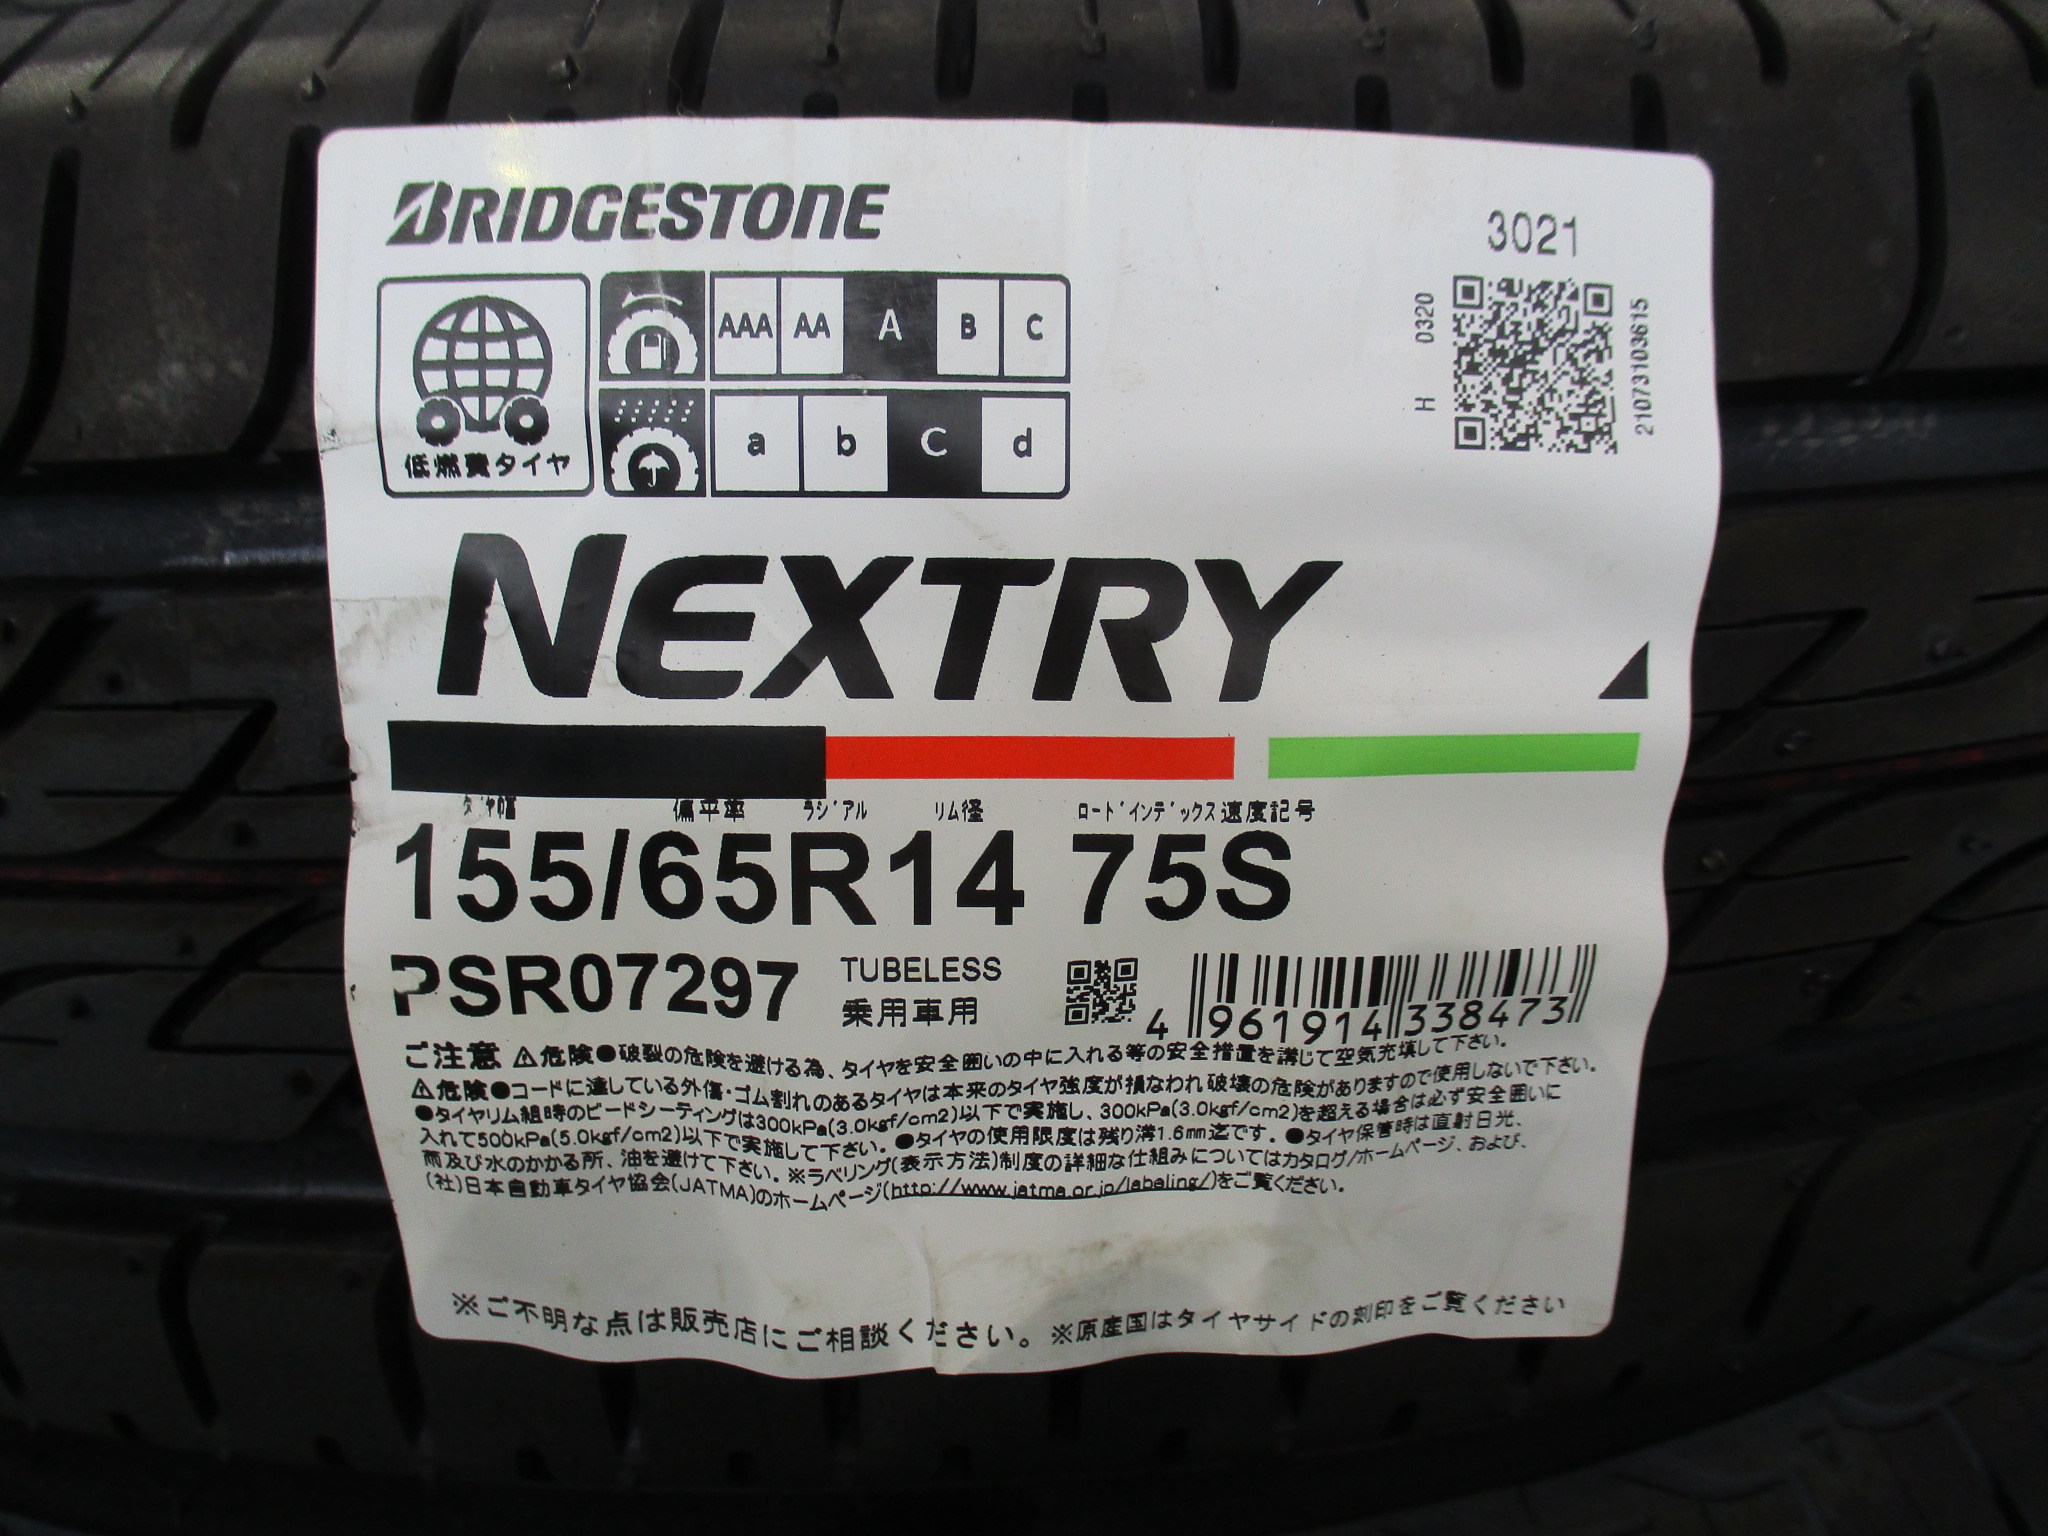 BRIDGESTONE
3021
H 0320
210731103615
AAA AA A B C
a b c d
低燃費タイヤ
NEXTRY
タイヤ幅 偏平率 ラジアル リム径 ロードインデックス 速度記号
155/65R14 75S
PSR07297 TUBELESS
乗用車用
4 961914 338473
ご注意 ⚠危険●破裂の危険を避ける為、タイヤを安全囲いの中に入れる等の安全措置を講じて空気充填して下さい。
⚠危険●コードに達している外傷・ゴム割れのあるタイヤは本来のタイヤ強度が損なわれ破壊の危険がありますので使用しないで下さい。
●タイヤリム組時のビードシーティングは300kPa(3.0kgf/cm2)以下で実施し、300kPa(3.0kgf/cm2)を超える場合は必ず安全囲いに
入れて500kPa(5.0kgf/cm2)以下で実施して下さい。●タイヤの使用限度は残り溝1.6mm迄です。●タイヤ保管時は直射日光、
雨及び水のかかる所、油を避けて下さい。※ラベリング(表示方法)制度の詳細な仕組みについてはカタログ/ホームページ、および、
(社)日本自動車タイヤ協会(JATMA)のホームページ(http://www.jatma.or.jp/labeling/)をご覧ください。
※ご不明な点は販売店にご相談ください。※原産国はタイヤサイドの刻印をご覧ください